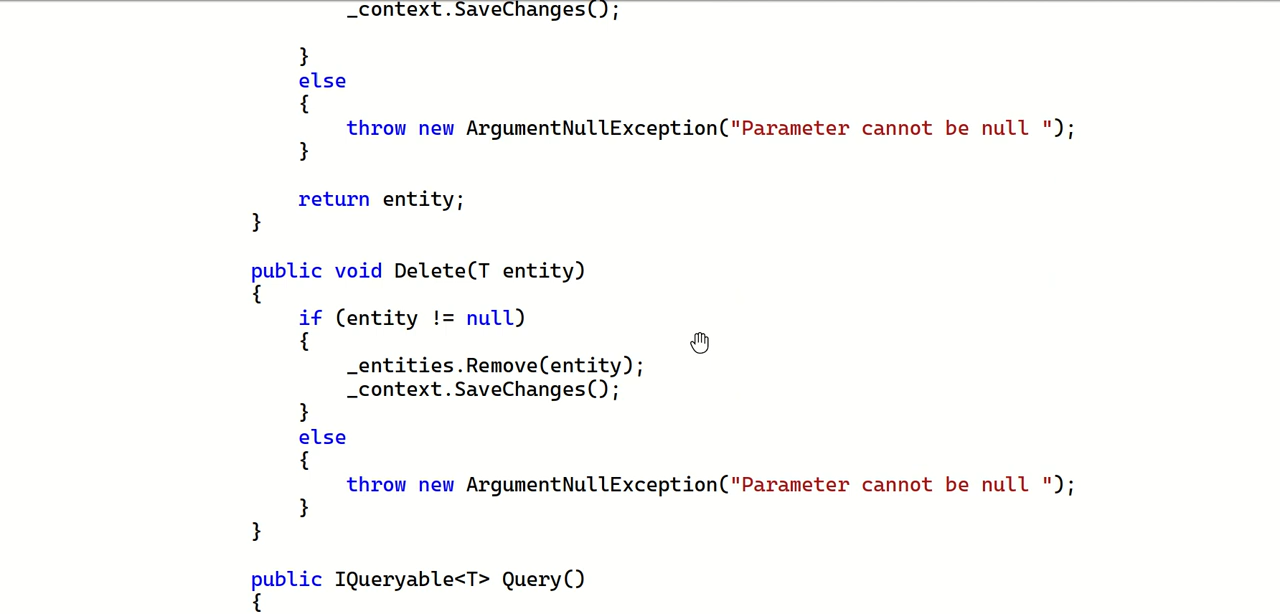 _context.SaveChanges();
}
else
{
throw new ArgumentNullException("Parameter cannot be null ");
}
return entity;
}
public void Delete(T entity)
{
if (entity != null)
{
_entities.Remove(entity);
_context.SaveChanges();
}
else
{
throw new ArgumentNullException("Parameter cannot be null ");
}
}
public IQueryable<T> Query()
{